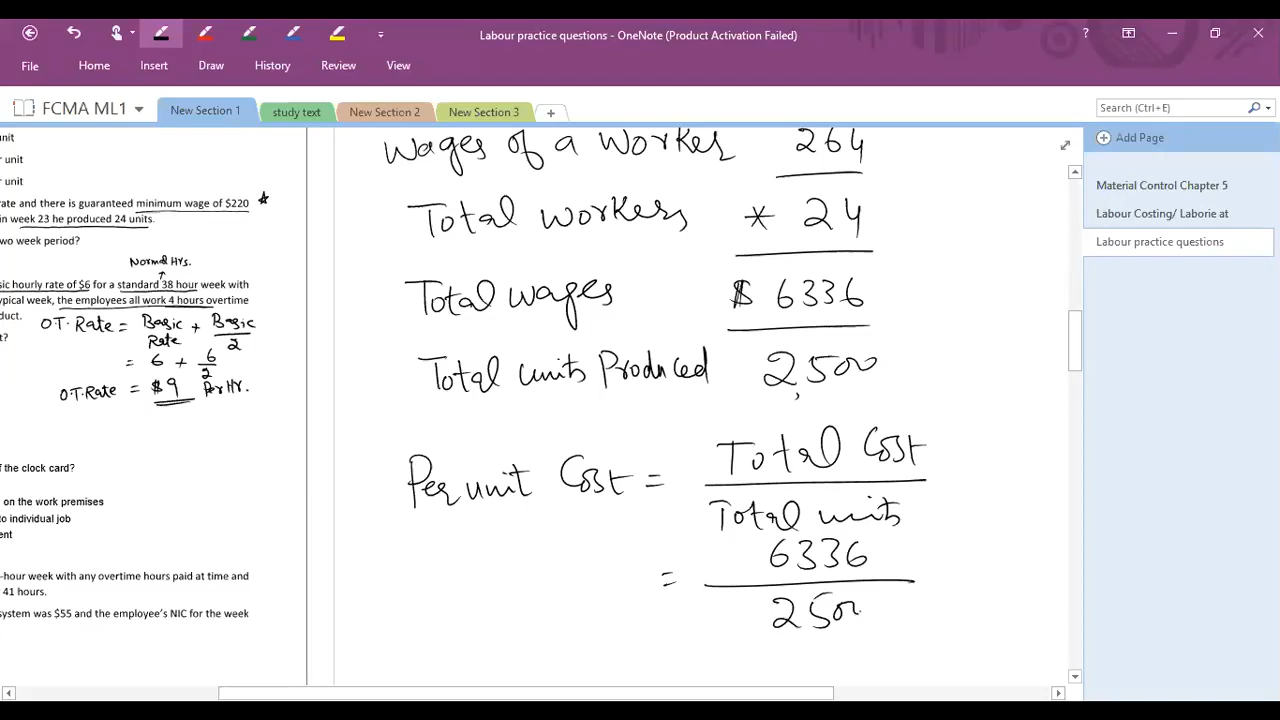 Labour practice questions - OneNote (Product Activation Failed)
?
File Home Insert Draw History Review View
FCMA ML1 New Section 1 study text New Section 2 New Section 3 +
Search (Ctrl+E)
Add Page
Material Control Chapter 5
Labour Costing/ Laborie at
Labour practice questions
unit
r unit
r unit
rate and there is guaranteed minimum wage of $220
in week 23 he produced 24 units.
two week period?
Normal Hrs.
sic hourly rate of $6 for a standard 38 hour week with
ypical week, the employees all work 4 hours overtime
duct.
t?
O.T. Rate = Basic Rate + Basic/2
= 6 + 6/2
O.T. Rate = $9 Per Hr.
of the clock card?
on the work premises
to individual job
ent
-hour week with any overtime hours paid at time and
41 hours.
system was $55 and the employee's NIC for the week
Wages of a Worker 264
Total workers * 24
Total wages $ 6336
Total units Produced 2,500
Per unit Cost = Total Cost
Total units
= 6336
2500